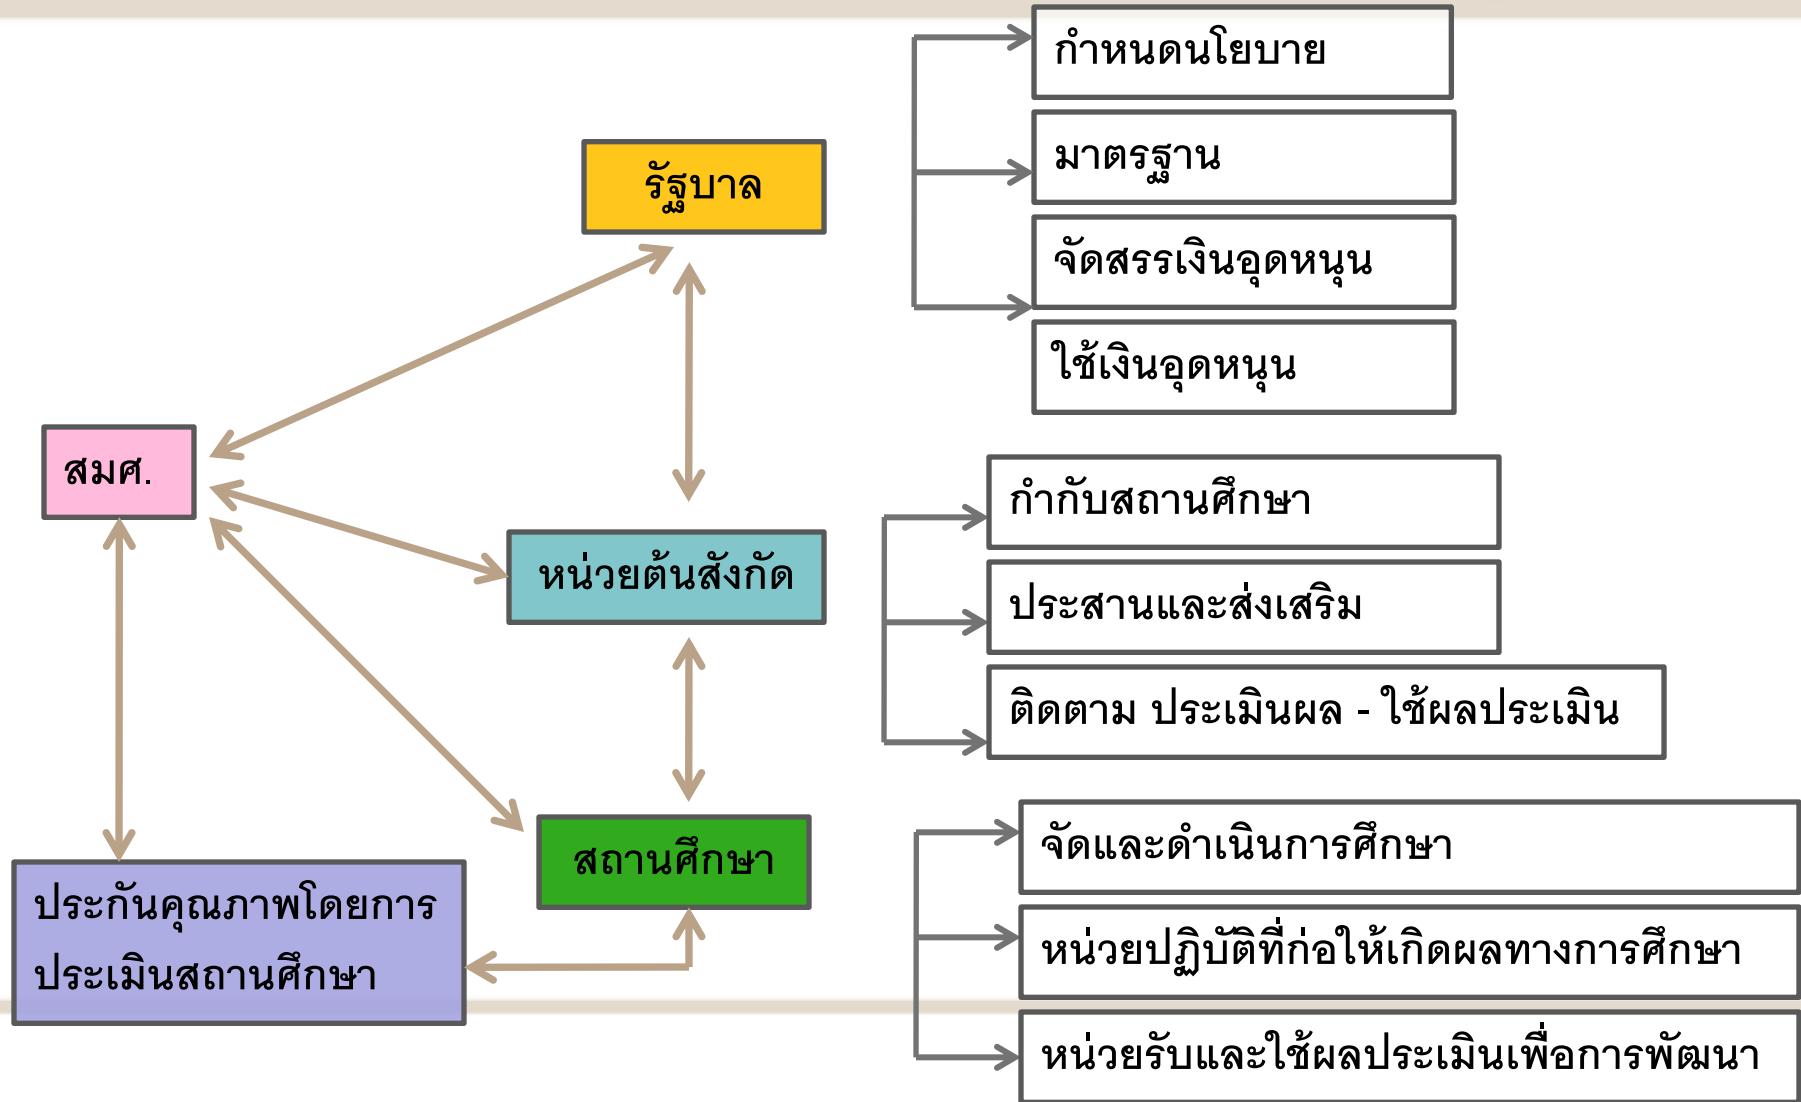 กำหนดนโยบาย
มาตรฐาน
รัฐบาล
จัดสรรเงินอุดหนุน
ใช้เงินอุดหนุน
สมศ.
กำกับสถานศึกษา
หน่วยต้นสังกัด
ประสานและส่งเสริม
ติดตาม ประเมินผล - ใช้ผลประเมิน
สถานศึกษา
จัดและดำเนินการศึกษา
ประกันคุณภาพโดยการ
ประเมินสถานศึกษา
หน่วยปฏิบัติที่ก่อให้เกิดผลทางการศึกษา
หน่วยรับและใช้ผลประเมินเพื่อการพัฒนา